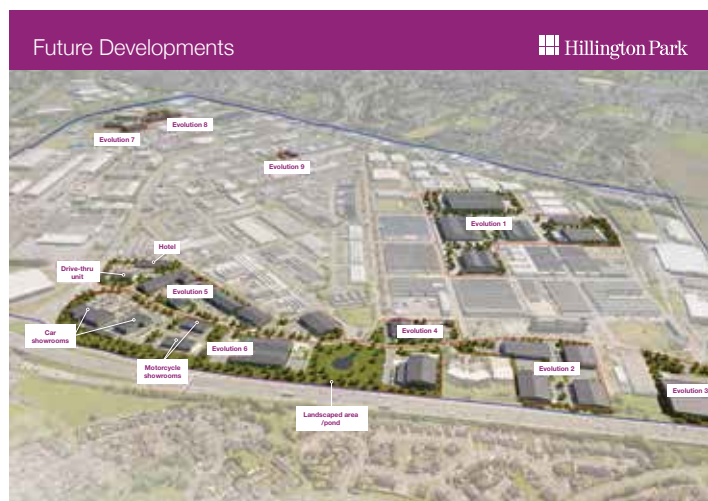 Future Developments
Hillington Park
Evolution 8
Evolution 7
Evolution 9
Evolution 1
Hotel
Drive-thru
unit
Evolution 5
Car
showrooms
Evolution 4
Evolution 6
Motorcycle
showrooms
Evolution 2
Evolution 3
Landscaped area
/pond